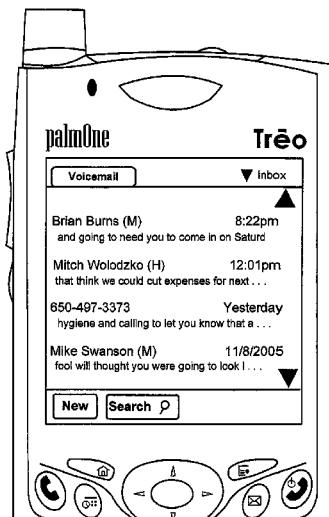 palmOne Trēo
Voicemail ▼ Inbox
Brian Burns (M) 8:22pm
and going to need you to come in on Saturd
Mitch Wolodzko (H) 12:01pm
that think we could cut expenses for next . . .
650-497-3373 Yesterday
hygiene and calling to let you know that a . . .
Mike Swanson (M) 11/8/2005
fool will thought you were going to look I . . .
New Search